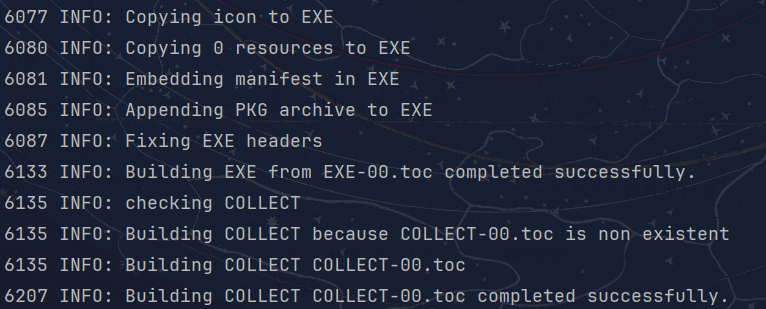 6077 INFO: Copying icon to EXE
6080 INFO: Copying 0 resources to EXE
6081 INFO: Embedding manifest in EXE
6085 INFO: Appending PKG archive to EXE
6087 INFO: Fixing EXE headers
6133 INFO: Building EXE from EXE-00.toc completed successfully.
6135 INFO: checking COLLECT
6135 INFO: Building COLLECT because COLLECT-00.toc is non existent
6135 INFO: Building COLLECT COLLECT-00.toc
6207 INFO: Building COLLECT COLLECT-00.toc completed successfully.